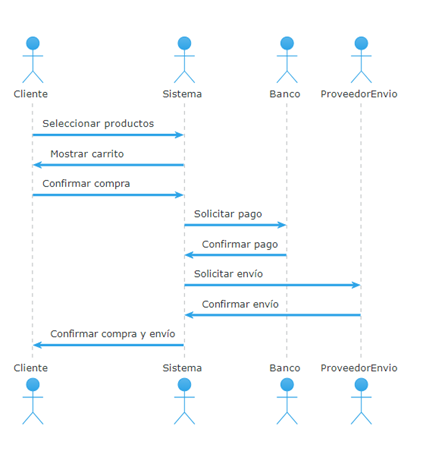 Cliente Sistema Banco ProveedorEnvio
Seleccionar productos
Mostrar carrito
Confirmar compra
Solicitar pago
Confirmar pago
Solicitar envío
Confirmar envío
Confirmar compra y envío
Cliente Sistema Banco ProveedorEnvio